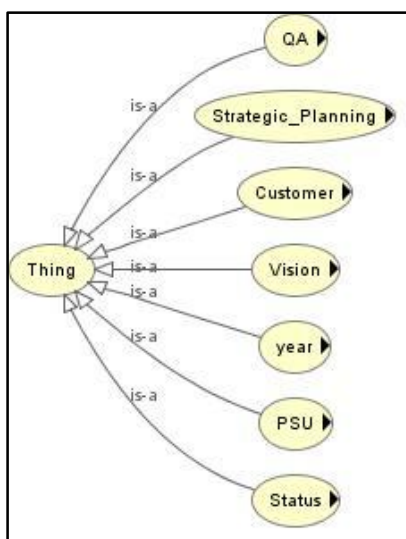 QA
is-a
Strategic_Planning
is-a
Customer
is-a
Thing
is-a
Vision
is-a
year
is-a
PSU
is-a
Status